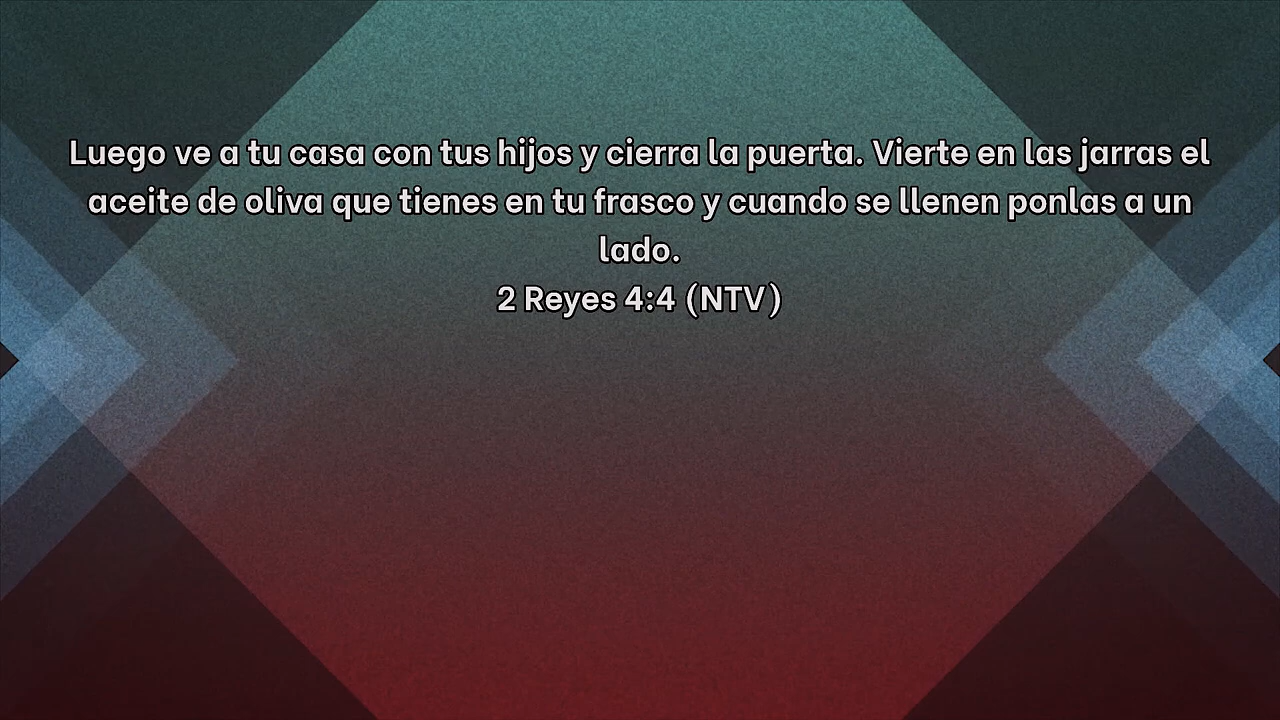 Luego ve a tu casa con tus hijos y cierra la puerta. Vierte en las jarras el
aceite de oliva que tienes en tu frasco y cuando se llenen ponlas a un
lado.
2 Reyes 4:4 (NTV)